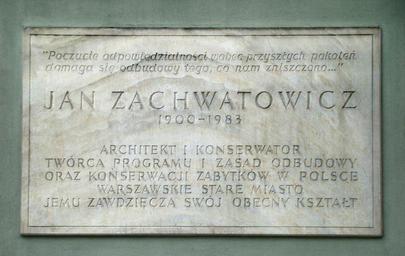 "Poczucie odpowiedzialności wobec przyszłych pokoleń
domaga się odbudowy tego, co nam zniszczono..."
JAN ZACHWATOWICZ
1900-1983
ARCHITEKT I KONSERWATOR
TWÓRCA PROGRAMU I ZASAD ODBUDOWY
ORAZ KONSERWACJI ZABYTKÓW W POLSCE
WARSZAWSKIE STARE MIASTO
JEMU ZAWDZIĘCZA SWÓJ OBECNY KSZTAŁT